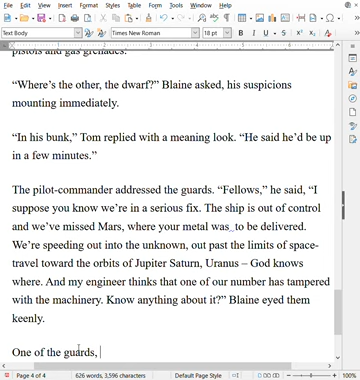 File Edit View Insert Format Styles Table Form Tools Window Help
Text Body Times New Roman 18 pt
pistols and gas grenades.
“Where’s the other, the dwarf?” Blaine asked, his suspicions
mounting immediately.
“In his bunk,” Tom replied with a meaning look. “He said he’d be up
in a few minutes.”
The pilot-commander addressed the guards. “Fellows,” he said, “I
suppose you know we’re in a serious fix. The ship is out of control
and we’ve missed Mars, where your metal was to be delivered.
We’re speeding out into the unknown, out past the limits of space-
travel toward the orbits of Jupiter Saturn, Uranus – God knows
where. And my engineer thinks that one of our number has tampered
with the machinery. Know anything about it?” Blaine eyed them
keenly.
One of the guards,
Page 4 of 4 626 words, 3,596 characters Default Page Style 100%